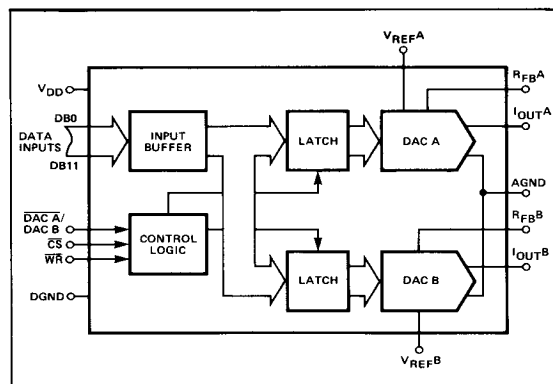 VREFA
VDD
RFBA
IOUTA
DB0
DATA
INPUTS
DB11
INPUT
BUFFER
LATCH
DAC A
AGND
DAC A/
DAC B
CS
WR
CONTROL
LOGIC
RFBB
LATCH
DAC B
IOUTB
DGND
VREFB